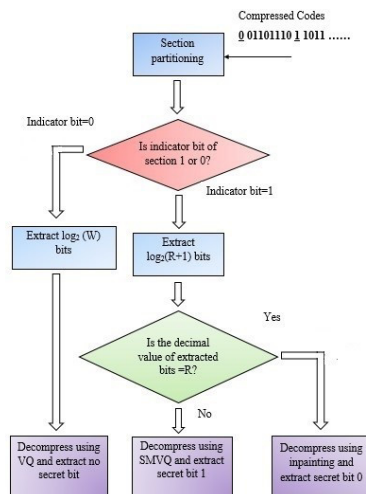 Compressed Codes
0 01101110 1 1011 ......
Section
partitioning
Indicator bit=0
Is indicator bit of
section 1 or 0?
Indicator bit=1
Extract log₂ (W)
bits
Extract
log₂(R+1) bits
Is the decimal
value of extracted
bits =R?
Yes
No
Decompress using
VQ and extract no
secret bit
Decompress using
SMVQ and extract
secret bit 1
Decompress using
inpainting and
extract secret bit 0